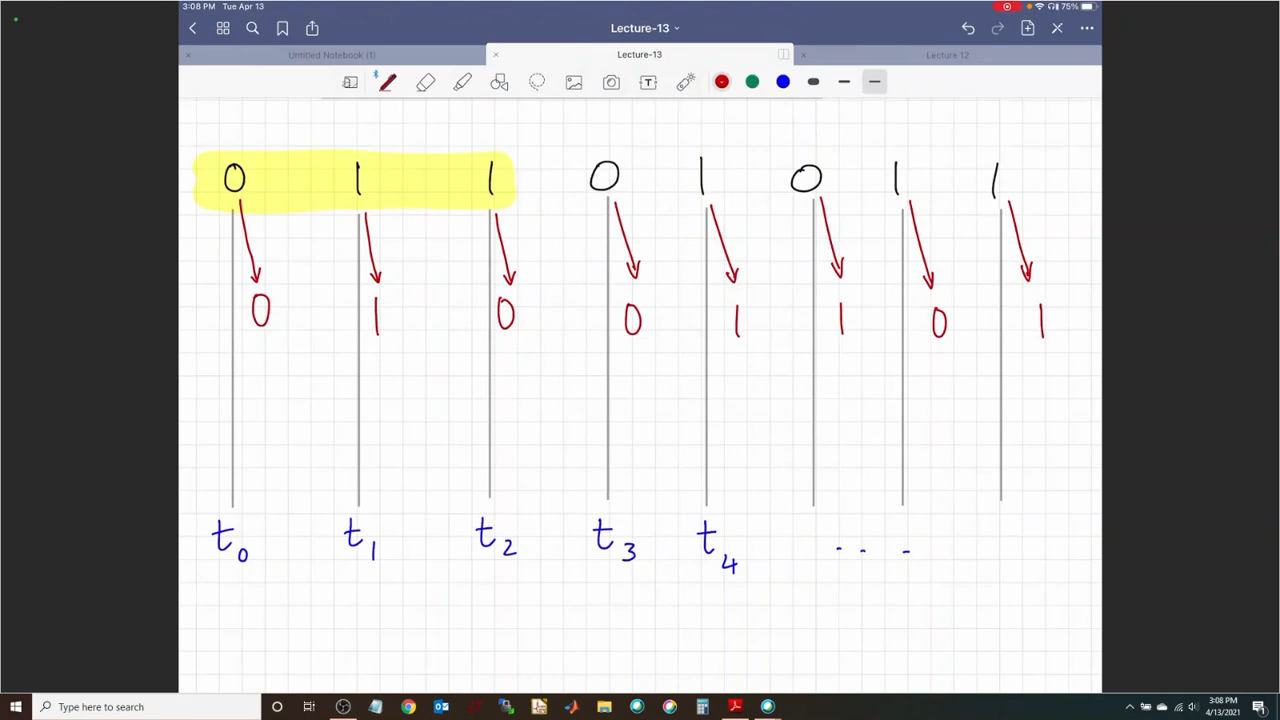 3:08 PM Tue Apr 13 75%
Lecture-13
Untitled Notebook (1) Lecture-13 Lecture 12
T
0 1 1 0 1 0 1 1
0 1 0 0 1 1 0 1
t0 t1 t2 t3 t4 . . .
Type here to search 3:08 PM
4/13/2021